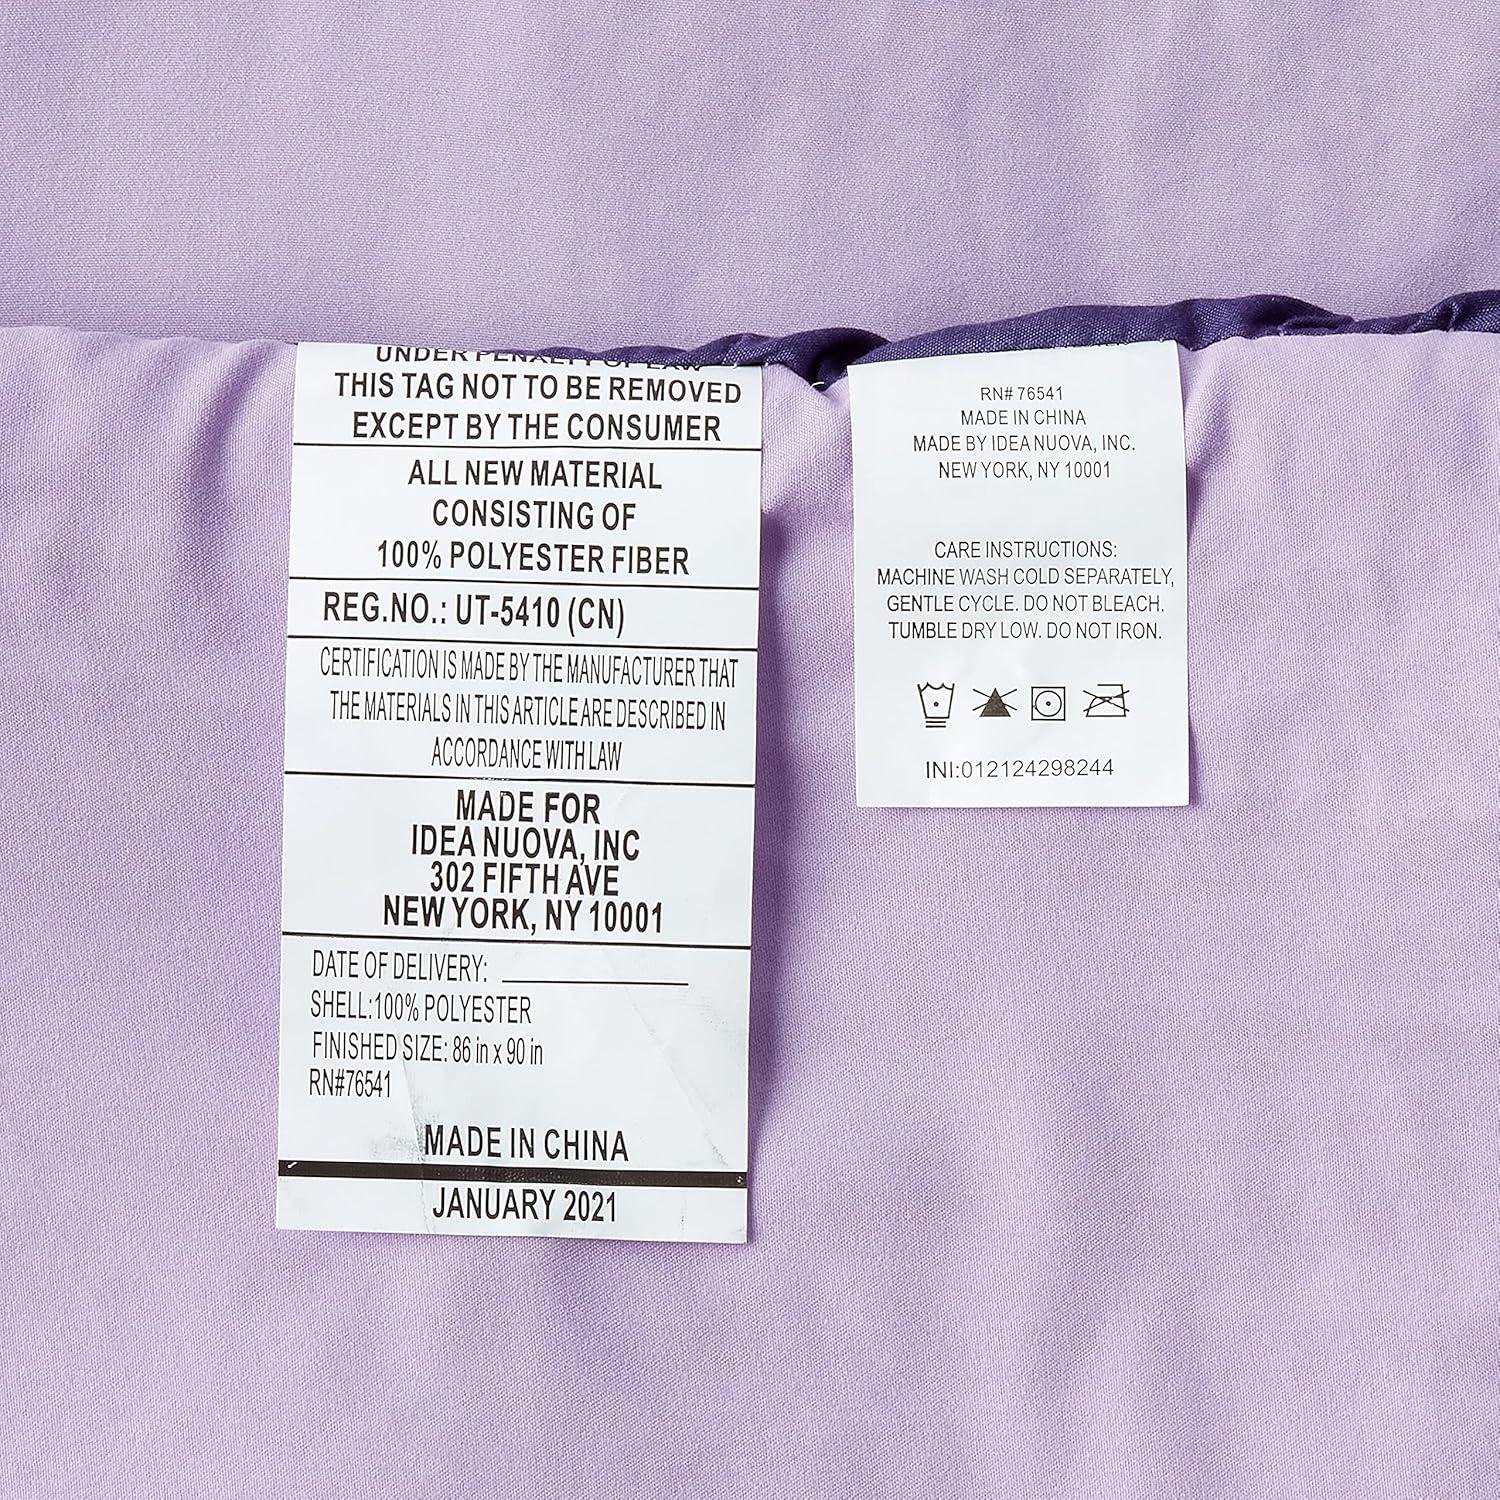 UNDER PENALTY OF LAW
THIS TAG NOT TO BE REMOVED
EXCEPT BY THE CONSUMER
ALL NEW MATERIAL
CONSISTING OF
100% POLYESTER FIBER
REG.NO.: UT-5410 (CN)
CERTIFICATION IS MADE BY THE MANUFACTURER THAT
THE MATERIALS IN THIS ARTICLE ARE DESCRIBED IN
ACCORDANCE WITH LAW
MADE FOR
IDEA NUOVA, INC
302 FIFTH AVE
NEW YORK, NY 10001
DATE OF DELIVERY:
SHELL:100% POLYESTER
FINISHED SIZE: 86 in x 90 in
RN#76541
MADE IN CHINA
JANUARY 2021
RN# 76541
MADE IN CHINA
MADE BY IDEA NUOVA, INC.
NEW YORK, NY 10001
CARE INSTRUCTIONS:
MACHINE WASH COLD SEPARATELY,
GENTLE CYCLE. DO NOT BLEACH.
TUMBLE DRY LOW. DO NOT IRON.
INI:012124298244